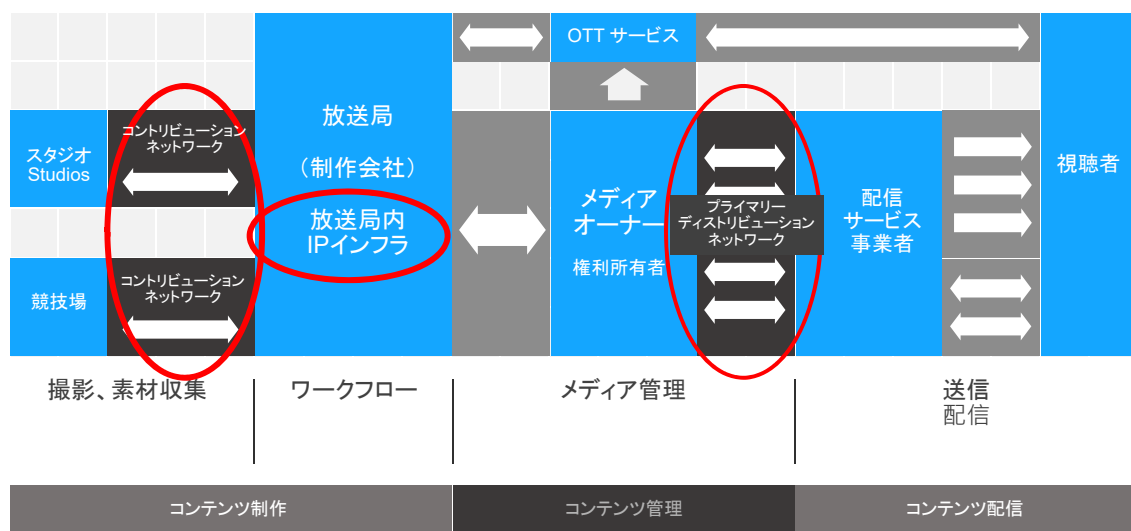 OTT サービス
コントリビューション
ネットワーク
スタジオ
Studios
放送局
（制作会社）
放送局内
IPインフラ
メディア
オーナー
権利所有者
プライマリー
ディストリビューション
ネットワーク
配信
サービス
事業者
視聴者
競技場
コントリビューション
ネットワーク
撮影、素材収集
ワークフロー
メディア管理
送信
配信
コンテンツ制作
コンテンツ管理
コンテンツ配信